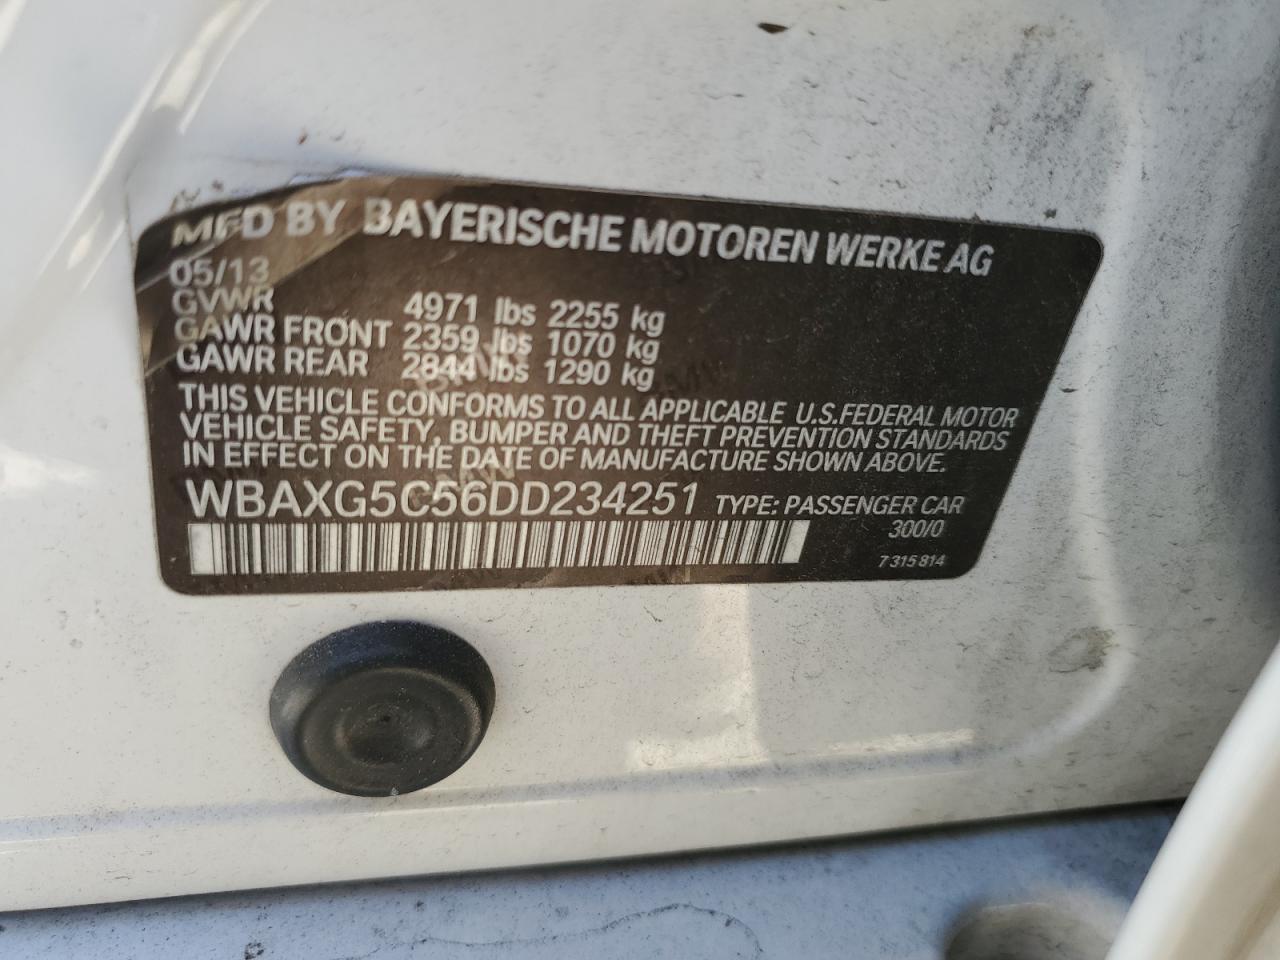 MFD BY BAYERISCHE MOTOREN WERKE AG
05/13
GVWR 4971 lbs 2255 kg
GAWR FRONT 2359 lbs 1070 kg
GAWR REAR 2844 lbs 1290 kg
THIS VEHICLE CONFORMS TO ALL APPLICABLE U.S.FEDERAL MOTOR
VEHICLE SAFETY, BUMPER AND THEFT PREVENTION STANDARDS
IN EFFECT ON THE DATE OF MANUFACTURE SHOWN ABOVE.
WBAXG5C56DD234251 TYPE: PASSENGER CAR
300/0
7 315 814